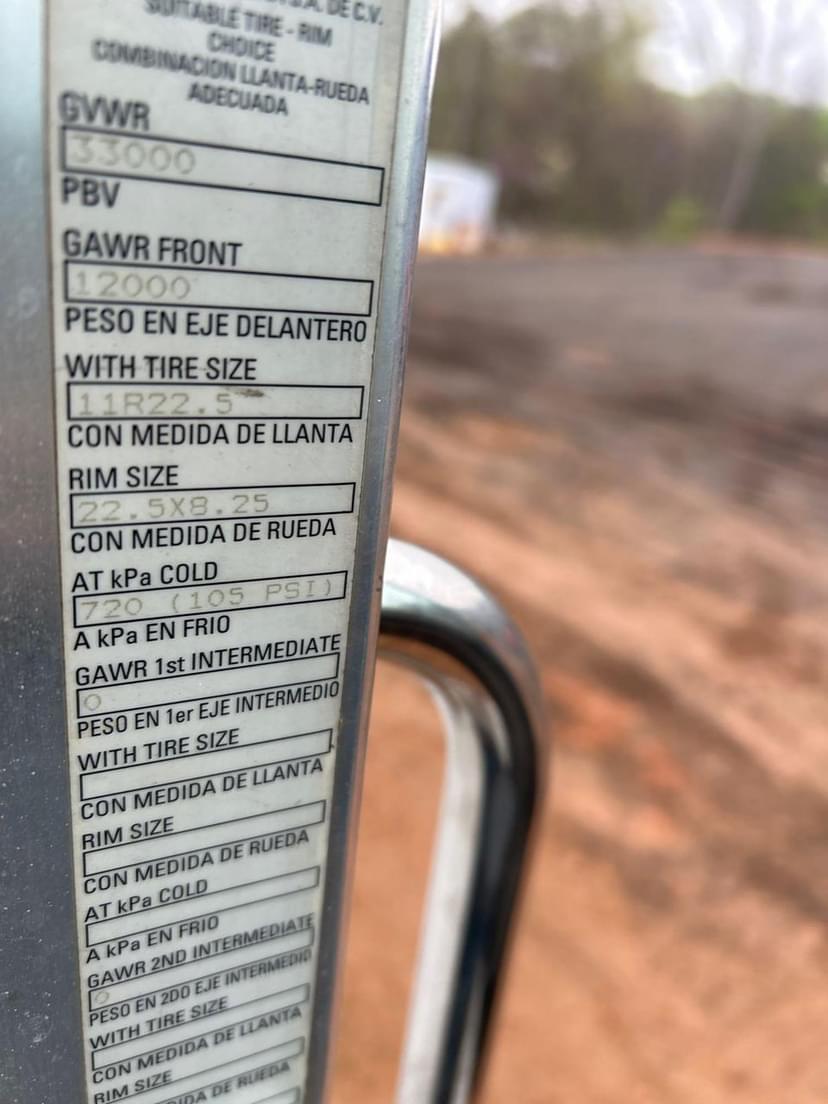 S.A. DE C.V.
SUITABLE TIRE - RIM
CHOICE
COMBINACION LLANTA-RUEDA
ADECUADA
GVWR
33000
PBV
GAWR FRONT
12000
PESO EN EJE DELANTERO
WITH TIRE SIZE
11R22.5
CON MEDIDA DE LLANTA
RIM SIZE
22.5X8.25
CON MEDIDA DE RUEDA
AT kPa COLD
720 (105 PSI)
A kPa EN FRIO
GAWR 1st INTERMEDIATE
0
PESO EN 1er EJE INTERMEDIO
WITH TIRE SIZE
CON MEDIDA DE LLANTA
RIM SIZE
CON MEDIDA DE RUEDA
AT kPa COLD
A kPa EN FRIO
GAWR 2ND INTERMEDIATE
0
PESO EN 2DO EJE INTERMEDIO
WITH TIRE SIZE
CON MEDIDA DE LLANTA
RIM SIZE
DE RUEDA